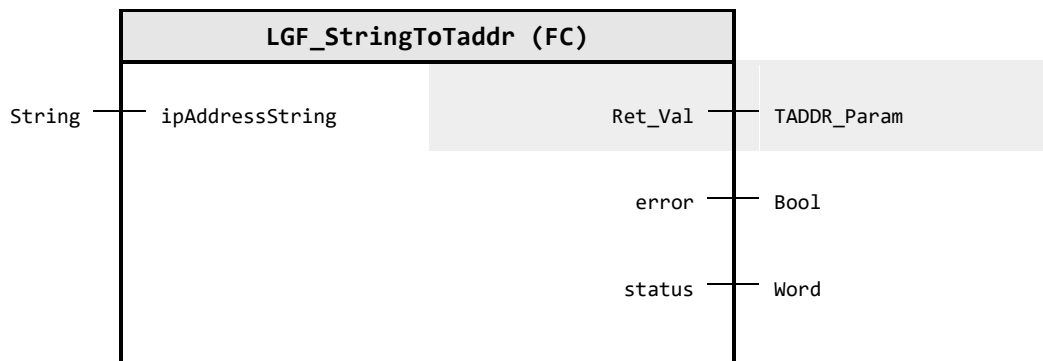 LGF_StringToTaddr (FC)
String ipAddressString Ret_Val TADDR_Param
error Bool
status Word